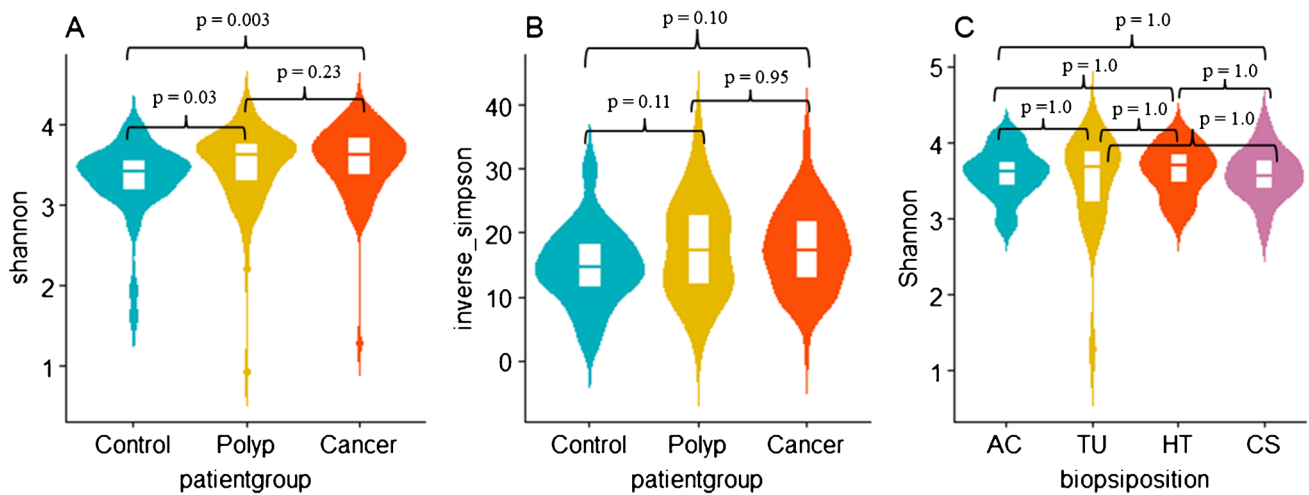 A
p = 0.003
p = 0.03
p = 0.23
shannon
4
3
2
1
Control
Polyp
Cancer
patientgroup
B
p = 0.10
p = 0.11
p = 0.95
inverse_simpson
40
30
20
10
0
Control
Polyp
Cancer
patientgroup
C
p = 1.0
p = 1.0
p = 1.0
p =1.0
p = 1.0
p = 1.0
Shannon
5
4
3
2
1
AC
TU
HT
CS
biopsiposition